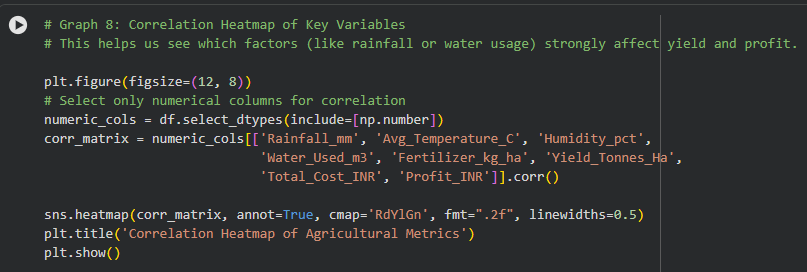 # Graph 8: Correlation Heatmap of Key Variables
# This helps us see which factors (like rainfall or water usage) strongly affect yield and profit.
plt.figure(figsize=(12, 8))
# Select only numerical columns for correlation
numeric_cols = df.select_dtypes(include=[np.number])
corr_matrix = numeric_cols[['Rainfall_mm', 'Avg_Temperature_C', 'Humidity_pct',
                            'Water_Used_m3', 'Fertilizer_kg_ha', 'Yield_Tonnes_Ha',
                            'Total_Cost_INR', 'Profit_INR']].corr()
sns.heatmap(corr_matrix, annot=True, cmap='RdYlGn', fmt=".2f", linewidths=0.5)
plt.title('Correlation Heatmap of Agricultural Metrics')
plt.show()